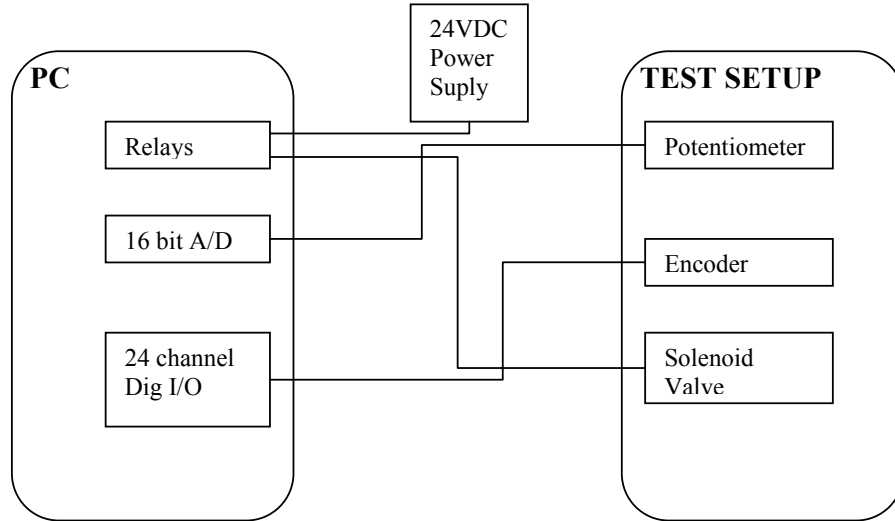 24VDC
Power
Suply
PC
Relays
16 bit A/D
24 channel
Dig I/O
TEST SETUP
Potentiometer
Encoder
Solenoid
Valve